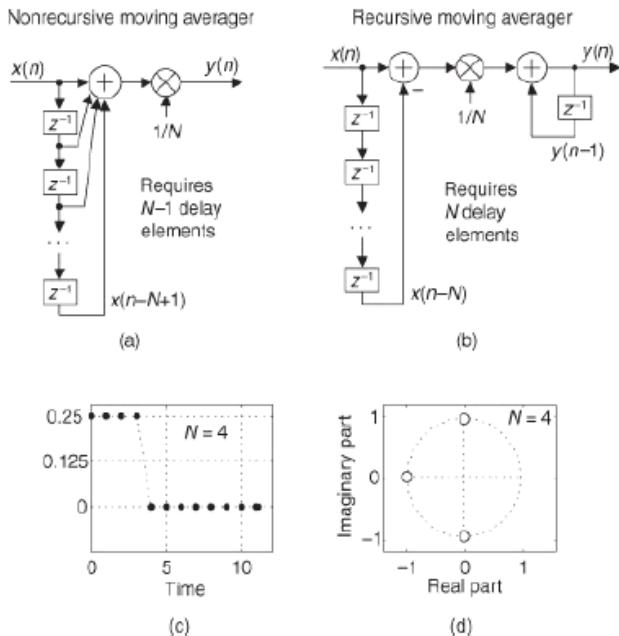 Nonrecursive moving averager
Recursive moving averager
x(n)
y(n)
1/N
z−1
z−1
z−1
...
Requires
N–1 delay
elements
x(n–N+1)
(a)
x(n)
y(n)
–
1/N
z−1
y(n–1)
z−1
z−1
z−1
...
Requires
N delay
elements
x(n–N)
(b)
0.25
0.125
0
N = 4
0
5
10
Time
(c)
Imaginary part
1
0
−1
N = 4
−1
0
1
Real part
(d)